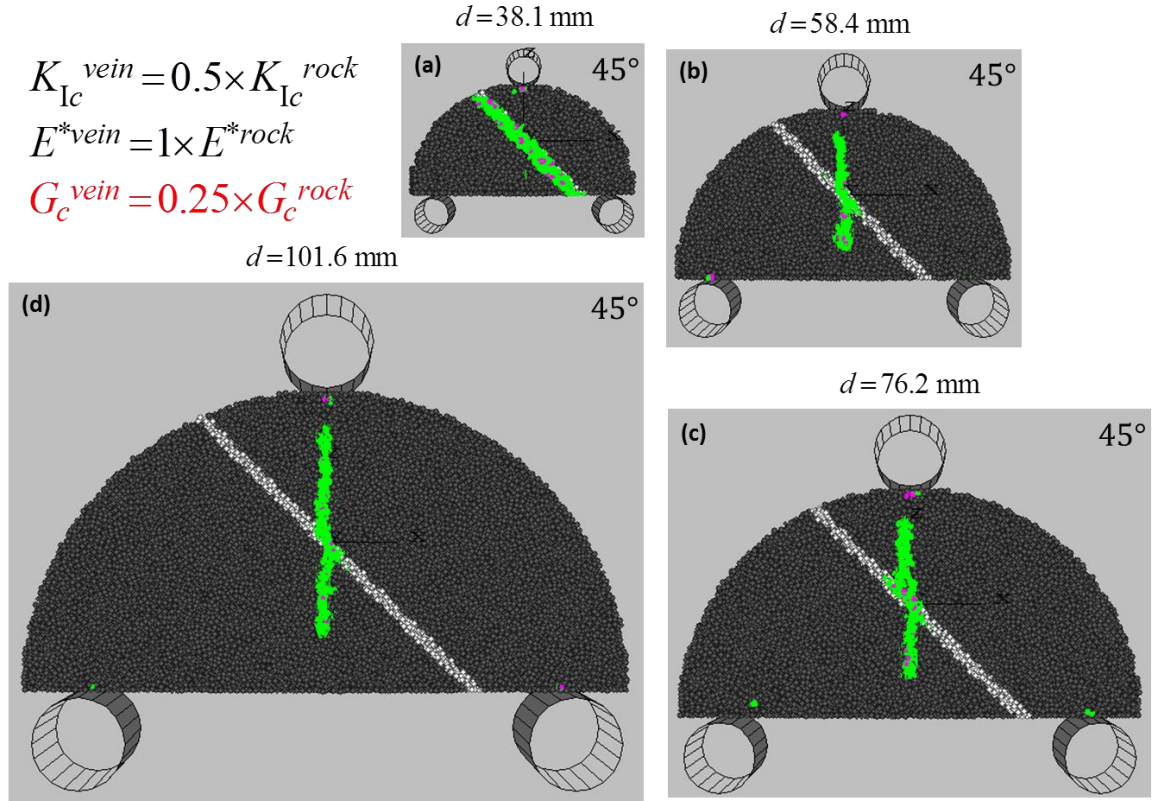 d=38.1 mm
d=58.4 mm
K_Ic^vein=0.5×K_Ic^rock
E*vein=1×E*rock
G_c^vein=0.25×G_c^rock
(a)
45°
(b)
45°
z
x
d=101.6 mm
(d)
45°
x
d=76.2 mm
(c)
45°
z
x